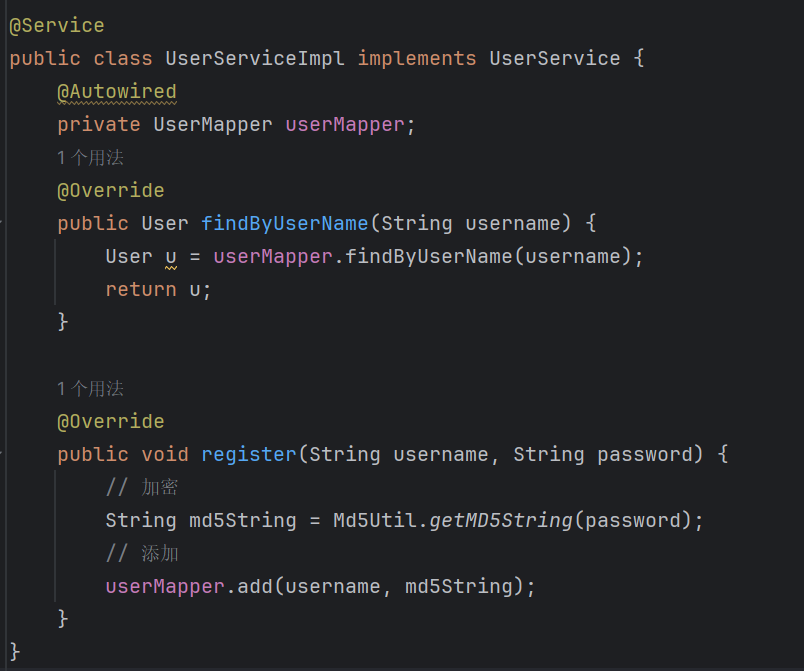 @Service
public class UserServiceImpl implements UserService {
    @Autowired
    private UserMapper userMapper;
    1 个用法
    @Override
    public User findByUserName(String username) {
        User u = userMapper.findByUserName(username);
        return u;
    }
    1 个用法
    @Override
    public void register(String username, String password) {
        // 加密
        String md5String = Md5Util.getMD5String(password);
        // 添加
        userMapper.add(username, md5String);
    }
}